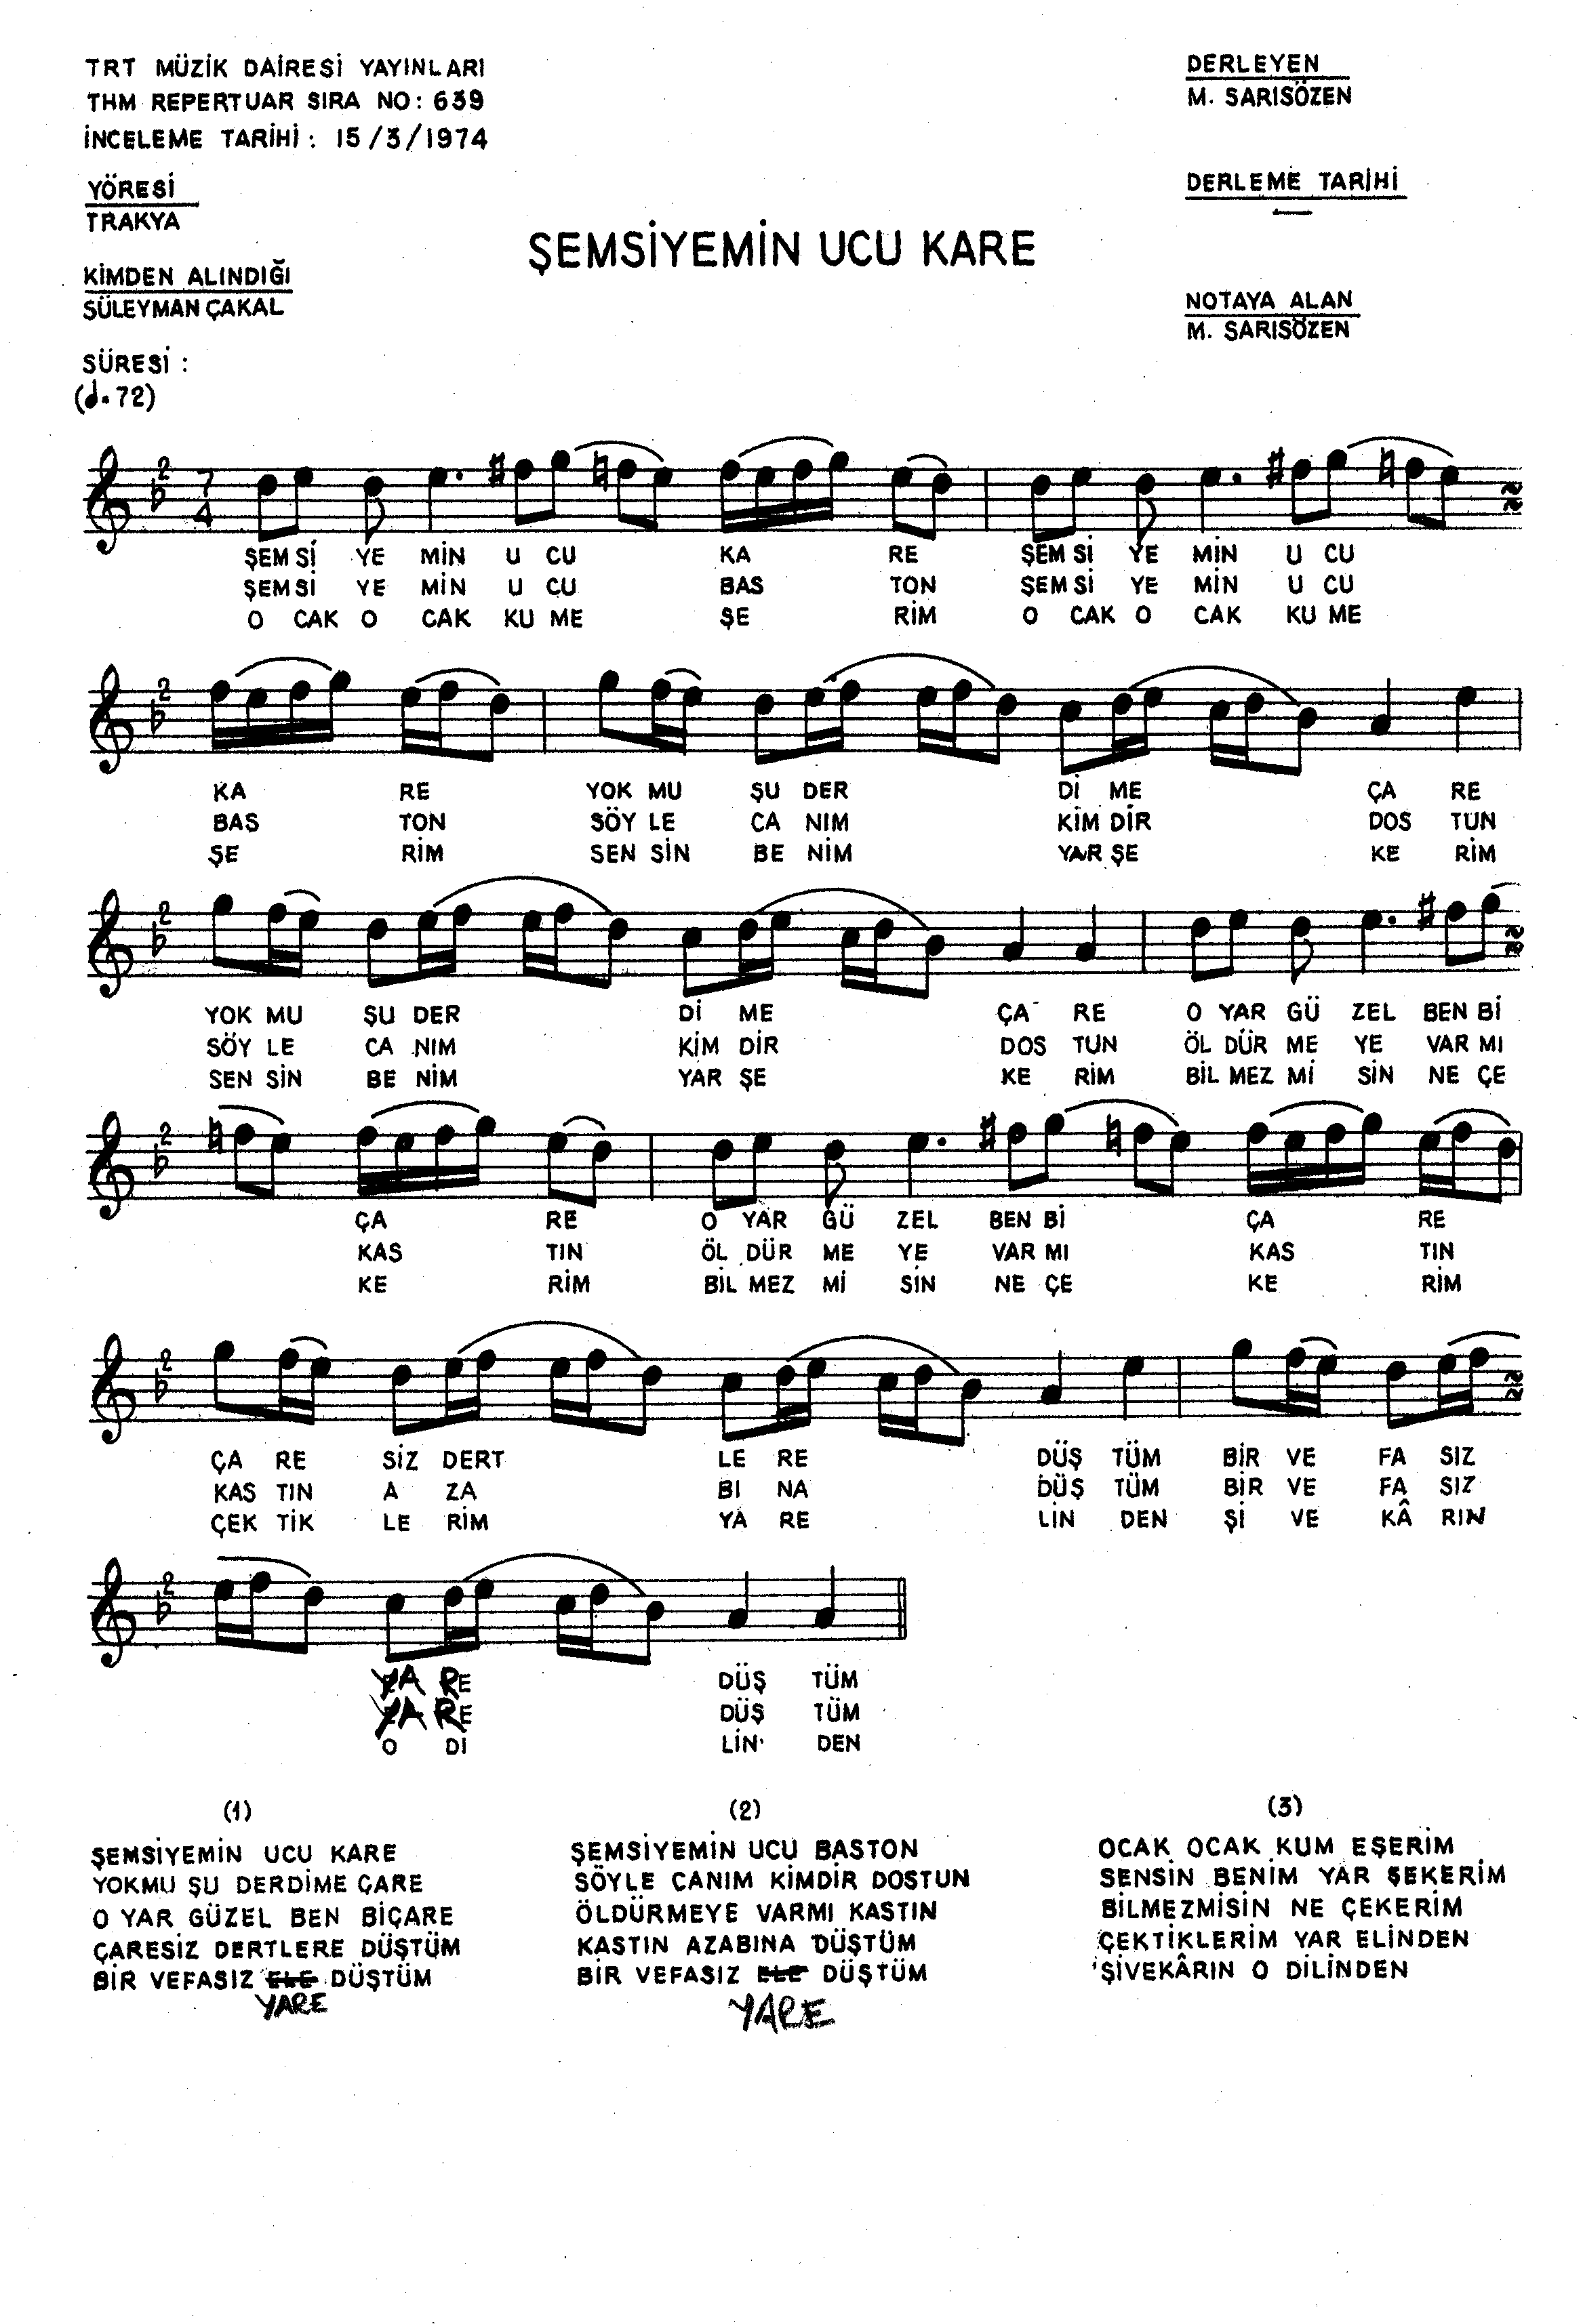 TRT MÜZİK DAİRESİ YAYINLARI
THM REPERTUAR SIRA NO: 639
İNCELEME TARİHİ : 15/3/1974
DERLEYEN
M. SARISÖZEN
YÖRESİ
TRAKYA
DERLEME TARİHİ
—
ŞEMSİYEMİN UCU KARE
KİMDEN ALINDIĞI
SÜLEYMAN ÇAKAL
NOTAYA ALAN
M. SARISÖZEN
SÜRESİ :
(♩.72)
2
7
4
ŞEM Sİ YE MİN U CU KA RE ŞEM Sİ YE MİN U CU
ŞEM Sİ YE MİN U CU BAS TON ŞEM Sİ YE MİN U CU
O CAK O CAK KU ME ŞE RİM O CAK O CAK KU ME
2
KA RE YOK MU ŞU DER Dİ ME ÇA RE
BAS TON SÖY LE CA NIM KİM DİR DOS TUN
ŞE RİM SEN SİN BE NİM YAR ŞE KE RİM
2
YOK MU ŞU DER Dİ ME ÇA RE O YAR GÜ ZEL BEN Bİ
SÖY LE CA NIM KİM DİR DOS TUN ÖL DÜR ME YE VAR MI
SEN SİN BE NİM YAR ŞE KE RİM BİL MEZ Mİ SİN NE ÇE
2
ÇA RE O YAR GÜ ZEL BEN Bİ ÇA RE
KAS TIN ÖL DÜR ME YE VAR MI KAS TIN
KE RİM BİL MEZ Mİ SİN NE ÇE KE RİM
2
ÇA RE SİZ DERT LE RE DÜŞ TÜM BİR VE FA SIZ
KAS TIN A ZA BI NA DÜŞ TÜM BİR VE FA SIZ
ÇEK TİK LE RİM YA RE LİN DEN Şİ VE KÂ RIN
2
YA RE DÜŞ TÜM
YA RE DÜŞ TÜM
O Dİ LİN DEN
(1)
ŞEMSİYEMİN UCU KARE
YOKMU ŞU DERDİME ÇARE
O YAR GÜZEL BEN BİÇARE
ÇARESİZ DERTLERE DÜŞTÜM
BİR VEFASIZ ELE DÜŞTÜM
YARE
(2)
ŞEMSİYEMİN UCU BASTON
SÖYLE CANIM KİMDİR DOSTUN
ÖLDÜRMEYE VARMI KASTIN
KASTIN AZABINA DÜŞTÜM
BİR VEFASIZ ELE DÜŞTÜM
YARE
(3)
OCAK OCAK KUM EŞERİM
SENSİN BENİM YAR ŞEKERİM
BİLMEZMİSİN NE ÇEKERİM
ÇEKTİKLERİM YAR ELİNDEN
ŞİVEKÂRIN O DİLİNDEN